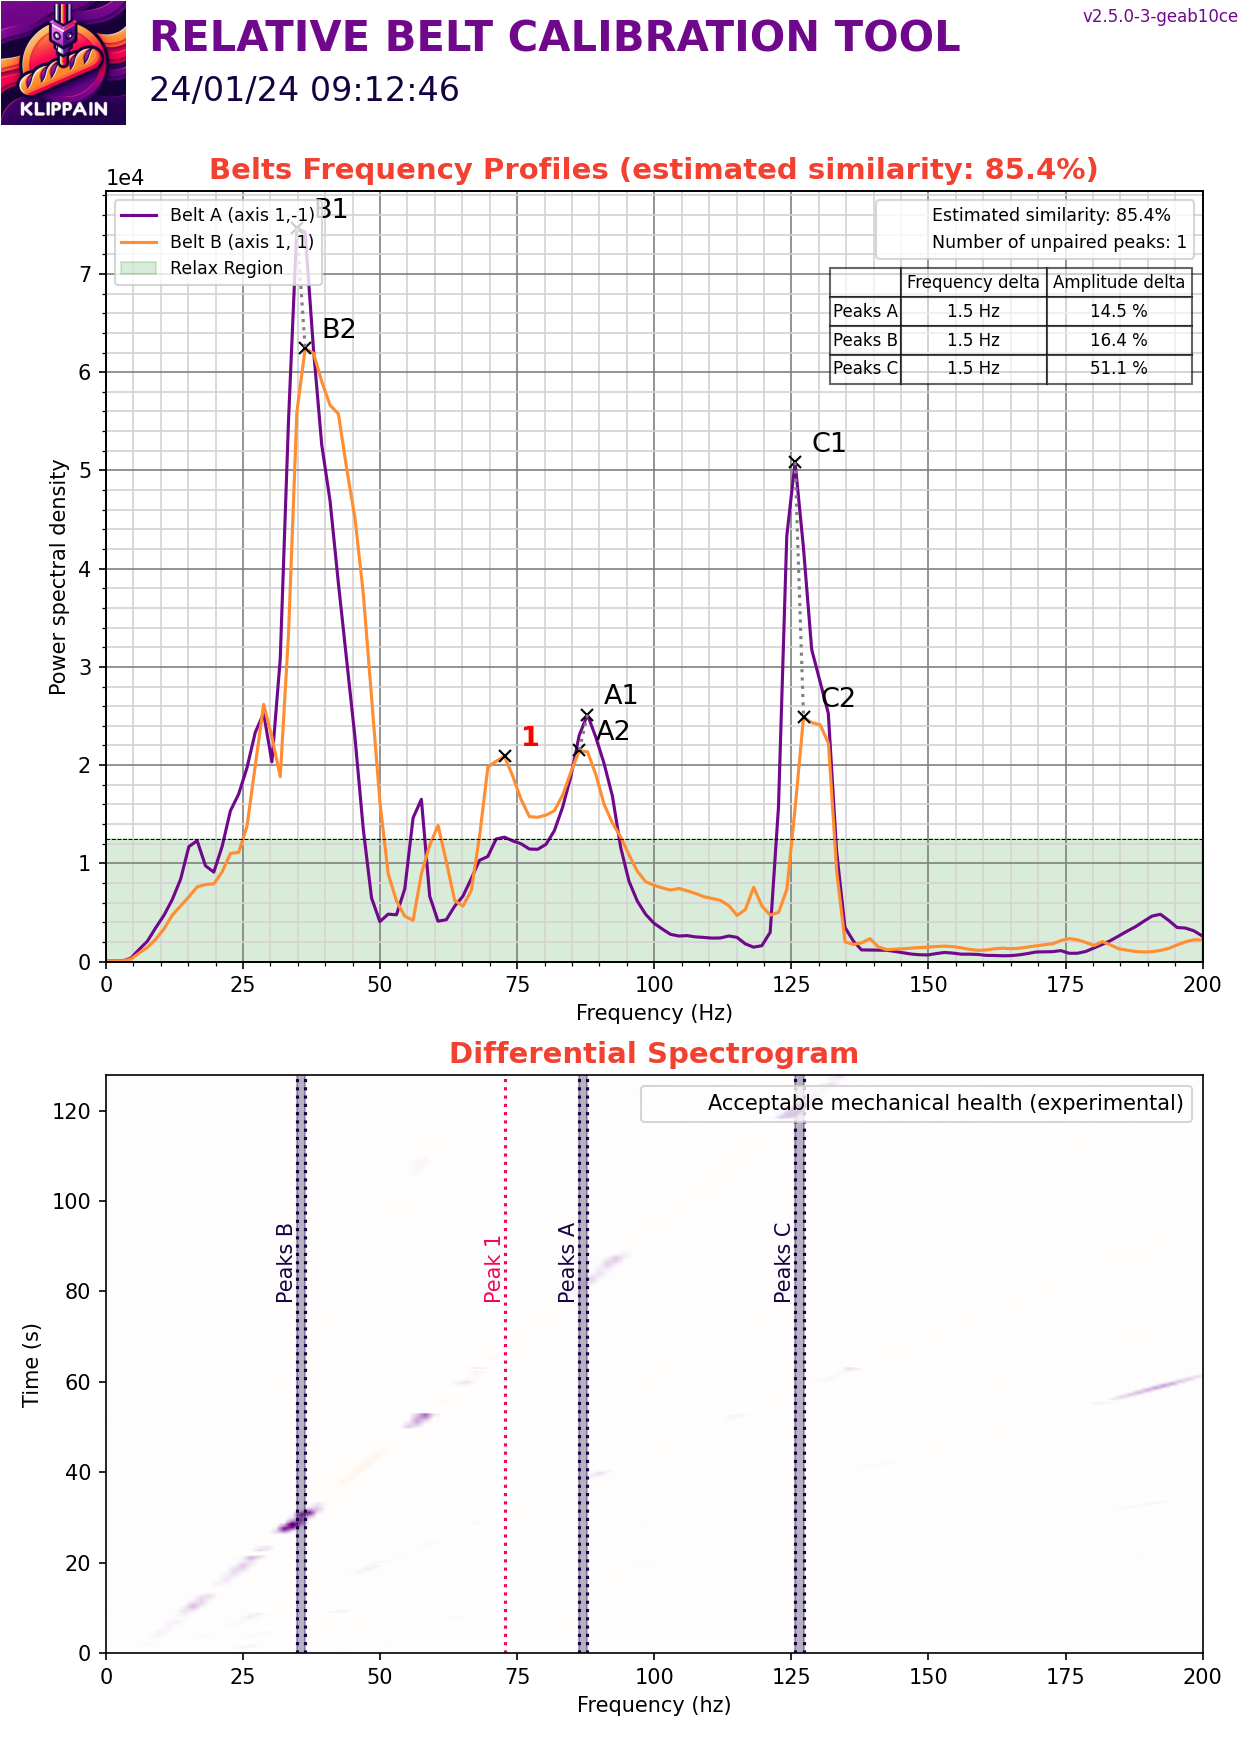 v2.5.0-3-geab10ce
RELATIVE BELT CALIBRATION TOOL
24/01/24 09:12:46
KLIPPAIN
Belts Frequency Profiles (estimated similarity: 85.4%)
1e4
Belt A (axis 1,-1)
Belt B (axis 1, 1)
Relax Region
Estimated similarity: 85.4%
Number of unpaired peaks: 1
Frequency delta Amplitude delta
Peaks A 1.5 Hz 14.5 %
Peaks B 1.5 Hz 16.4 %
Peaks C 1.5 Hz 51.1 %
B1
B2
C1
C2
A1
A2
1
Power spectral density
7
6
5
4
3
2
1
0
0 25 50 75 100 125 150 175 200
Frequency (Hz)
Differential Spectrogram
Acceptable mechanical health (experimental)
Peaks B
Peak 1
Peaks A
Peaks C
Time (s)
120
100
80
60
40
20
0
0 25 50 75 100 125 150 175 200
Frequency (hz)